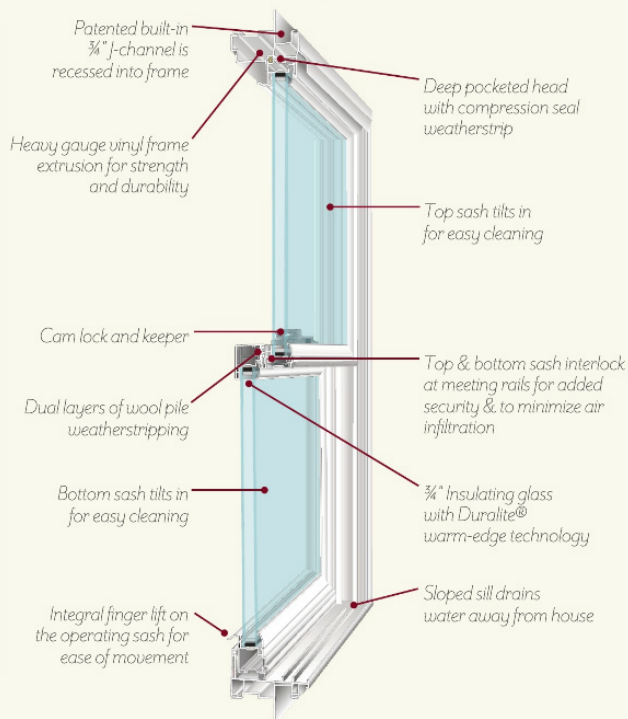 Patented built-in
¾" J-channel is
recessed into frame
Deep pocketed head
with compression seal
weatherstrip
Heavy gauge vinyl frame
extrusion for strength
and durability
Top sash tilts in
for easy cleaning
Cam lock and keeper
Top & bottom sash interlock
at meeting rails for added
security & to minimize air
infiltration
Dual layers of wool pile
weatherstripping
Bottom sash tilts in
for easy cleaning
¾" Insulating glass
with Duralite®
warm-edge technology
Sloped sill drains
water away from house
Integral finger lift on
the operating sash for
ease of movement